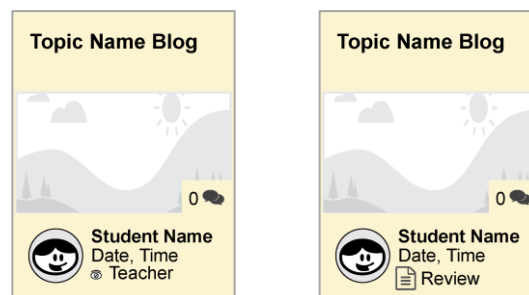 Topic Name Blog
0
Student Name
Date, Time
Teacher
Topic Name Blog
0
Student Name
Date, Time
Review